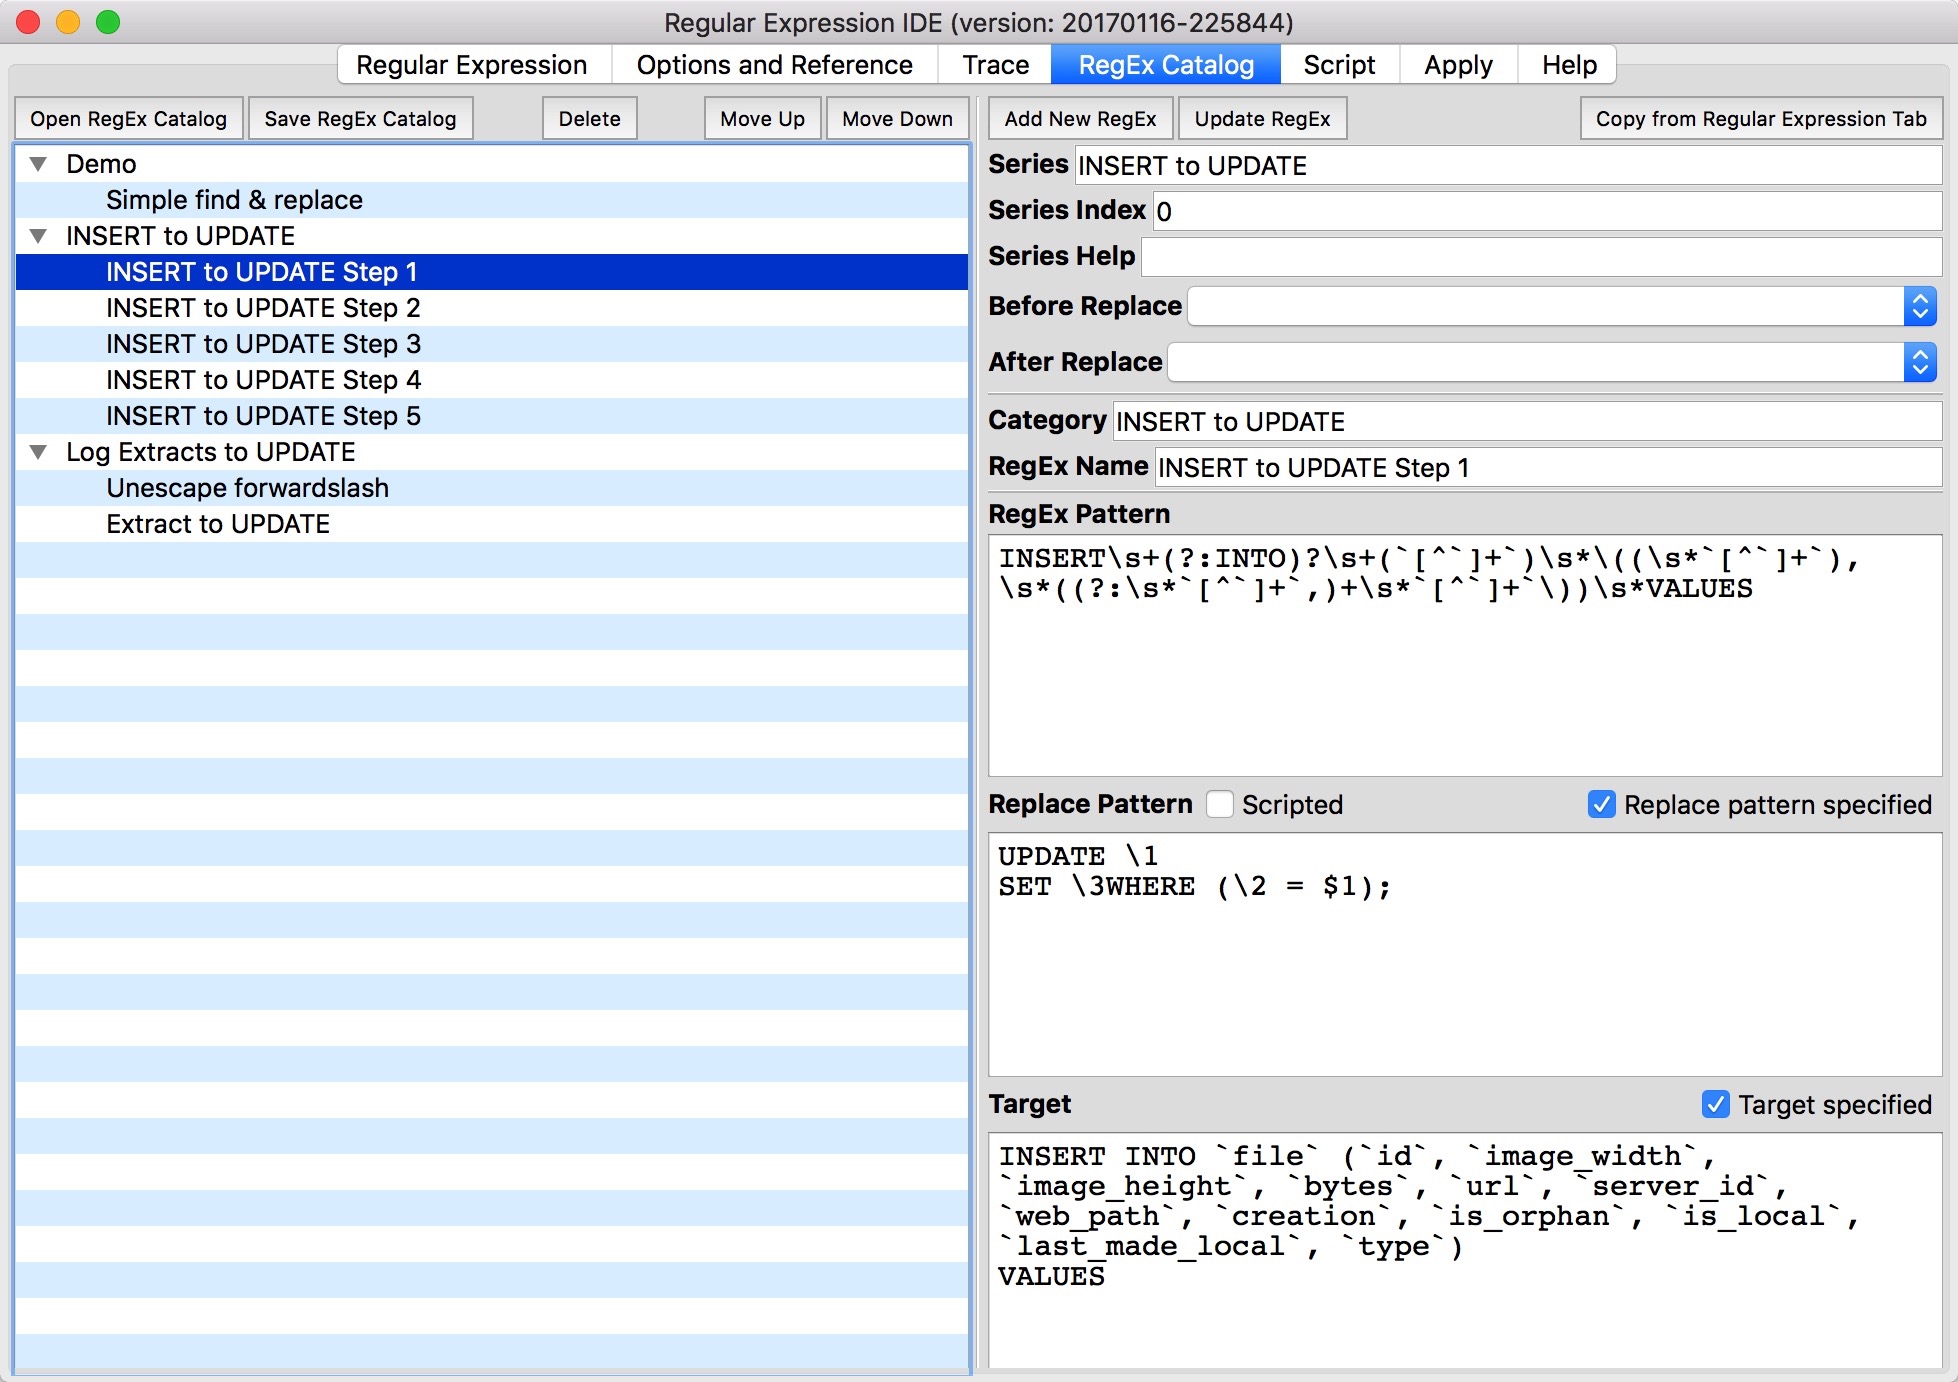 Regular Expression IDE (version: 20170116-225844)
Regular Expression Options and Reference Trace RegEx Catalog Script Apply Help
Open RegEx Catalog Save RegEx Catalog Delete Move Up Move Down
Demo
Simple find & replace
INSERT to UPDATE
INSERT to UPDATE Step 1
INSERT to UPDATE Step 2
INSERT to UPDATE Step 3
INSERT to UPDATE Step 4
INSERT to UPDATE Step 5
Log Extracts to UPDATE
Unescape forwardslash
Extract to UPDATE
Add New RegEx Update RegEx Copy from Regular Expression Tab
Series INSERT to UPDATE
Series Index 0
Series Help
Before Replace
After Replace
Category INSERT to UPDATE
RegEx Name INSERT to UPDATE Step 1
RegEx Pattern
INSERT\s+(?:INTO)?\s+(`[^`]+`)\s*\((\s*`[^`]+`),
\s*((?:\s*`[^`]+`,)+\s*`[^`]+`\))\s*VALUES
Replace Pattern Scripted Replace pattern specified
UPDATE \1
SET \3WHERE (\2 = $1);
Target Target specified
INSERT INTO `file` (`id`, `image_width`,
`image_height`, `bytes`, `url`, `server_id`,
`web_path`, `creation`, `is_orphan`, `is_local`,
`last_made_local`, `type`)
VALUES